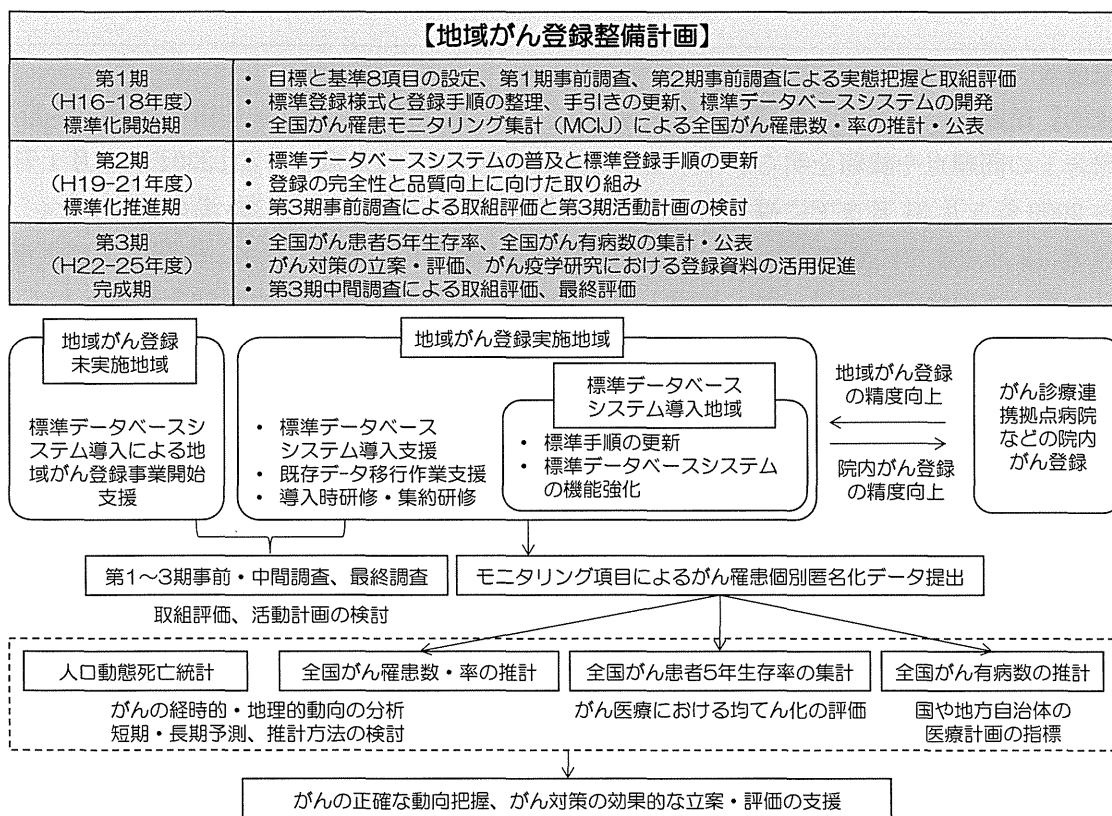 【地域がん登録整備計画】
第1期
(H16-18年度)
標準化開始期
• 目標と基準8項目の設定、第1期事前調査、第2期事前調査による実態把握と取組評価
• 標準登録様式と登録手順の整理、手引きの更新、標準データベースシステムの開発
• 全国がん罹患モニタリング集計（MCIJ）による全国がん罹患数・率の推計・公表
第2期
(H19-21年度)
標準化推進期
• 標準データベースシステムの普及と標準登録手順の更新
• 登録の完全性と品質向上に向けた取り組み
• 第3期事前調査による取組評価と第3期活動計画の検討
第3期
(H22-25年度)
完成期
• 全国がん患者5年生存率、全国がん有病数の集計・公表
• がん対策の立案・評価、がん疫学研究における登録資料の活用促進
• 第3期中間調査による取組評価、最終評価
地域がん登録
未実施地域
標準データベースシ
ステム導入による地
域がん登録事業開始
支援
地域がん登録実施地域
• 標準データベース
システム導入支援
• 既存データ移行作業支援
• 導入時研修・集約研修
標準データベース
システム導入地域
• 標準手順の更新
• 標準データベースシステム
の機能強化
地域がん登録
の精度向上
院内がん登録
の精度向上
がん診療連
携拠点病院
などの院内
がん登録
第1～3期事前・中間調査、最終調査
取組評価、活動計画の検討
モニタリング項目によるがん罹患個別匿名化データ提出
人口動態死亡統計
全国がん罹患数・率の推計
がんの経時的・地理的動向の分析
短期・長期予測、推計方法の検討
全国がん患者5年生存率の集計
がん医療における均てん化の評価
全国がん有病数の推計
国や地方自治体の
医療計画の指標
がんの正確な動向把握、がん対策の効果的な立案・評価の支援